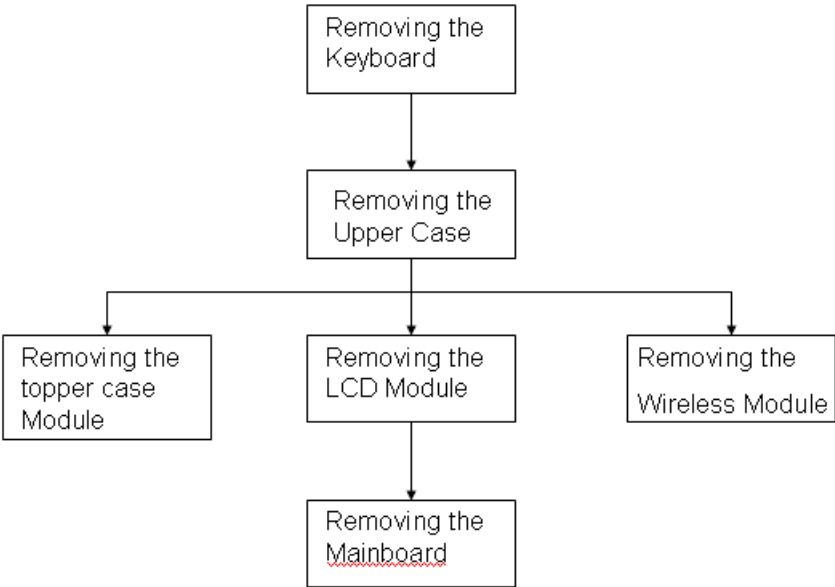 Removing the
Keyboard
Removing the
Upper Case
Removing the
topper case
Module
Removing the
LCD Module
Removing the
Wireless Module
Removing the
Mainboard